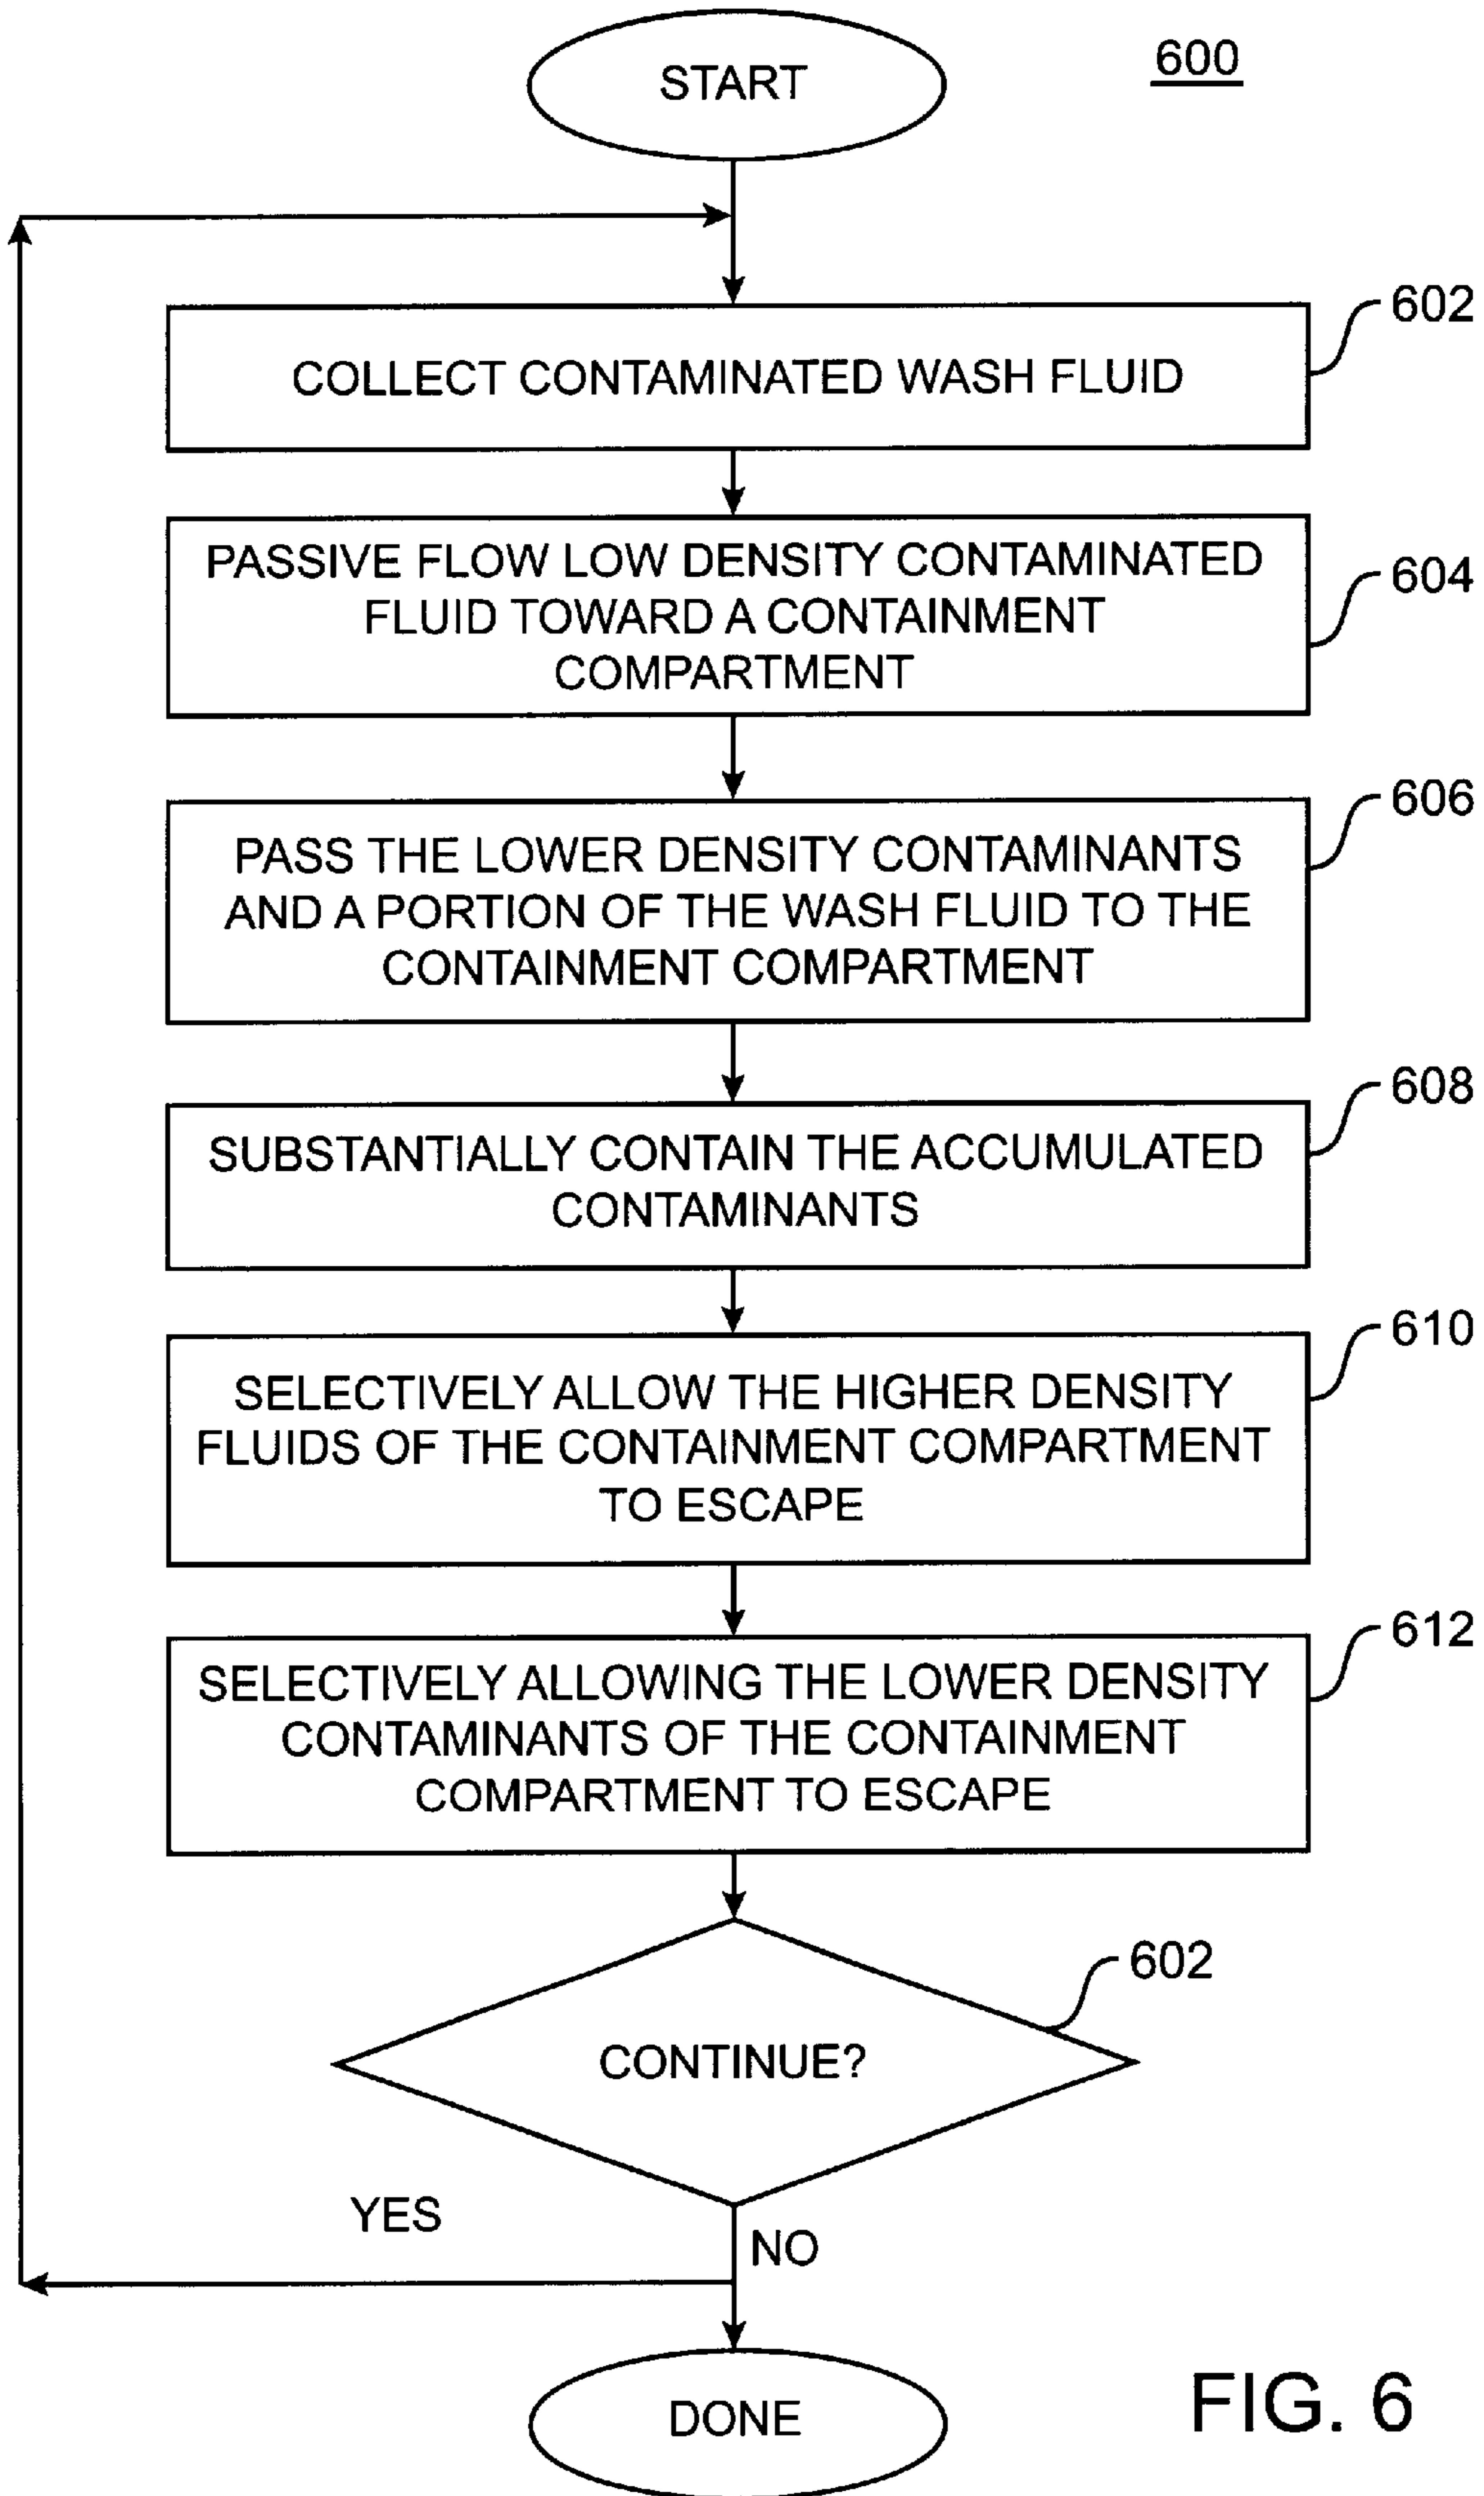 START
600
602
COLLECT CONTAMINATED WASH FLUID
604
PASSIVE FLOW LOW DENSITY CONTAMINATED
FLUID TOWARD A CONTAINMENT
COMPARTMENT
606
PASS THE LOWER DENSITY CONTAMINANTS
AND A PORTION OF THE WASH FLUID TO THE
CONTAINMENT COMPARTMENT
608
SUBSTANTIALLY CONTAIN THE ACCUMULATED
CONTAMINANTS
610
SELECTIVELY ALLOW THE HIGHER DENSITY
FLUIDS OF THE CONTAINMENT COMPARTMENT
TO ESCAPE
612
SELECTIVELY ALLOWING THE LOWER DENSITY
CONTAMINANTS OF THE CONTAINMENT
COMPARTMENT TO ESCAPE
602
CONTINUE?
YES
NO
DONE
FIG. 6